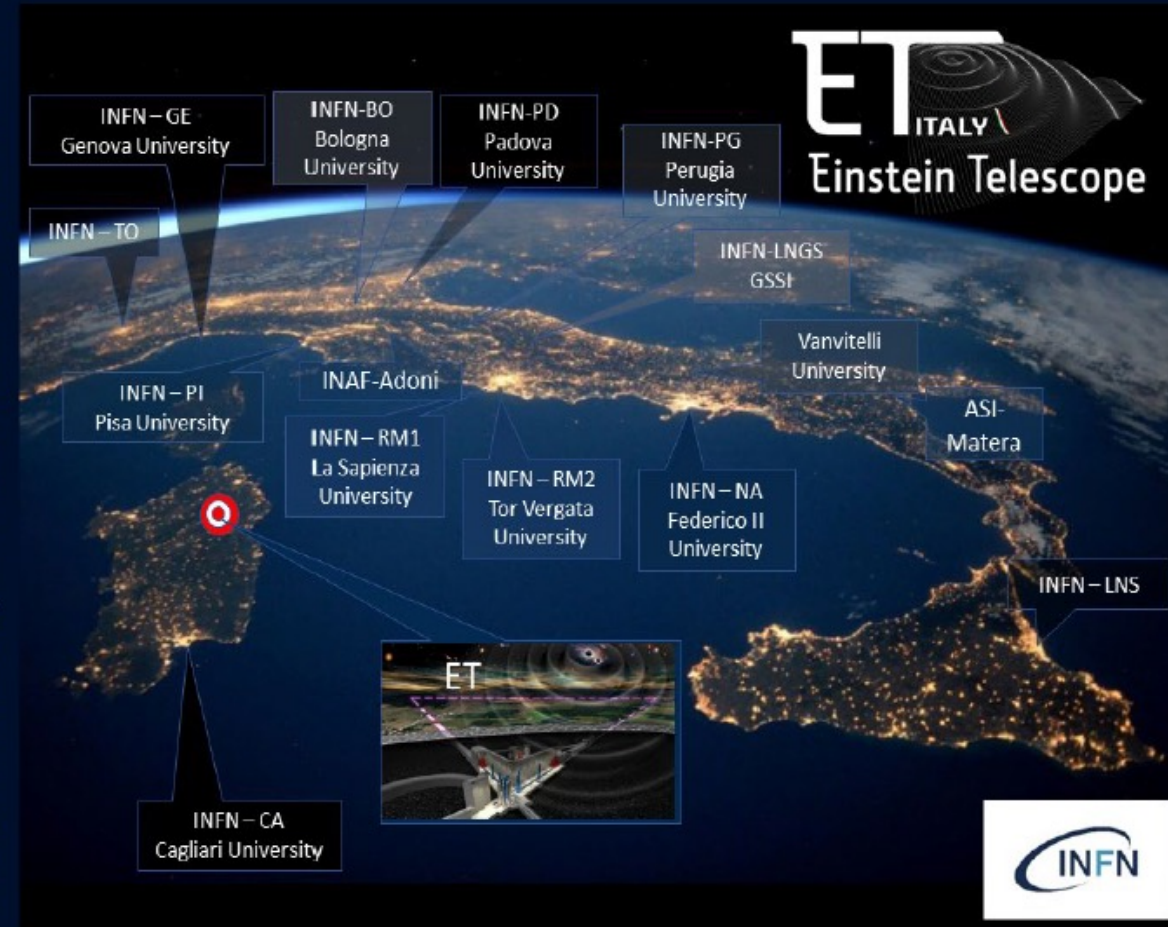 ET
ITALY
Einstein Telescope
INFN – GE
Genova University
INFN-BO
Bologna
University
INFN-PD
Padova
University
INFN-PG
Perugia
University
INFN – TO
INFN-LNGS
GSSI
Vanvitelli
University
INFN – PI
Pisa University
INAF-Adoni
ASI-
Matera
INFN – RM1
La Sapienza
University
INFN – RM2
Tor Vergata
University
INFN – NA
Federico II
University
INFN – LNS
ET
INFN – CA
Cagliari University
INFN